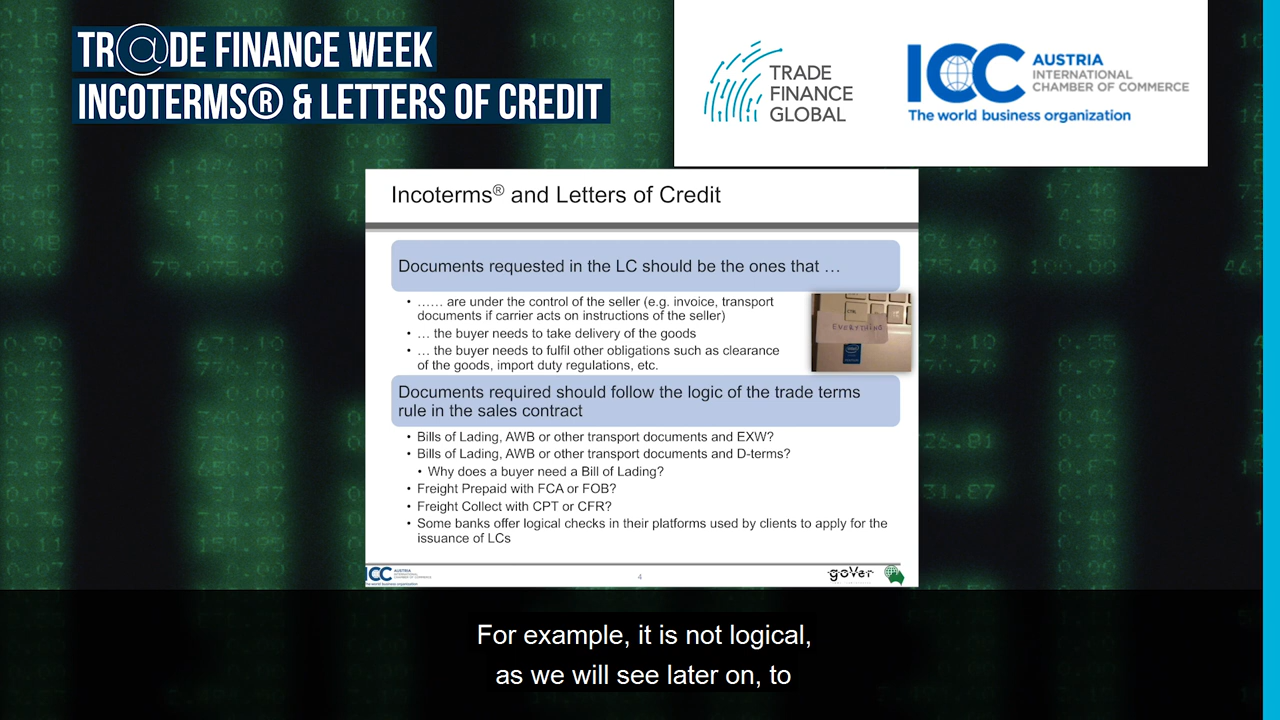 TR@DE FINANCE WEEK
INCOTERMS® & LETTERS OF CREDIT
TRADE
FINANCE
GLOBAL
ICC AUSTRIA
INTERNATIONAL
CHAMBER OF COMMERCE
The world business organization
Incoterms® and Letters of Credit
Documents requested in the LC should be the ones that …
• …… are under the control of the seller (e.g. invoice, transport
documents if carrier acts on instructions of the seller)
• … the buyer needs to take delivery of the goods
• … the buyer needs to fulfil other obligations such as clearance
of the goods, import duty regulations, etc.
EVERYTHING
Documents required should follow the logic of the trade terms
rule in the sales contract
• Bills of Lading, AWB or other transport documents and EXW?
• Bills of Lading, AWB or other transport documents and D-terms?
• Why does a buyer need a Bill of Lading?
• Freight Prepaid with FCA or FOB?
• Freight Collect with CPT or CFR?
• Some banks offer logical checks in their platforms used by clients to apply for the
issuance of LCs
ICC AUSTRIA
4
goVer
For example, it is not logical,
as we will see later on, to